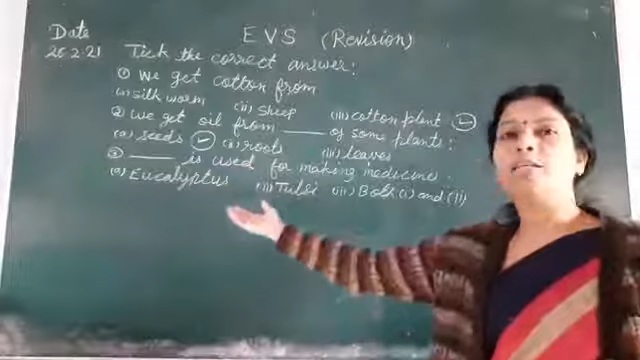 Date
26.2.21
EVS (Revision)
Tick the correct answer:
① We get cotton from
(i) silk worm (ii) sheep (iii) cotton plant ✓
② We get oil from ______ of some plants:
(a) seeds ✓ (ii) roots (iii) leaves
③ ______ is used for making medicine.
(a) Eucalyptus (ii) Tulsi (iii) Both (i) and (ii)